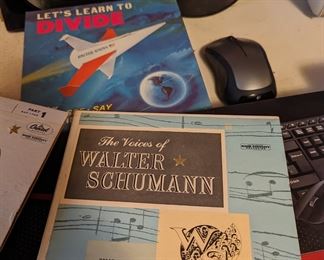 LET'S LEARN TO
DIVIDE
SAY
PART 1
Capitol
The Voices of
WALTER
SCHUMANN